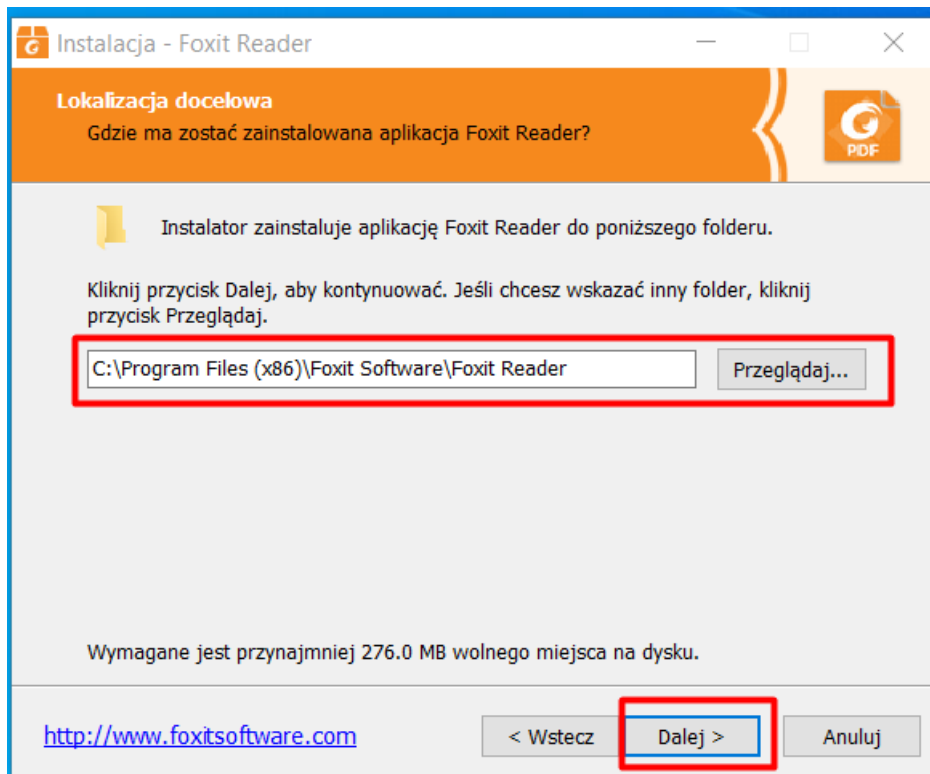 Instalacja - Foxit Reader
Lokalizacja docelowa
Gdzie ma zostać zainstalowana aplikacja Foxit Reader?
PDF
Instalator zainstaluje aplikację Foxit Reader do poniższego folderu.
Kliknij przycisk Dalej, aby kontynuować. Jeśli chcesz wskazać inny folder, kliknij
przycisk Przeglądaj.
C:\Program Files (x86)\Foxit Software\Foxit Reader
Przeglądaj...
Wymagane jest przynajmniej 276.0 MB wolnego miejsca na dysku.
http://www.foxitsoftware.com
< Wstecz
Dalej >
Anuluj